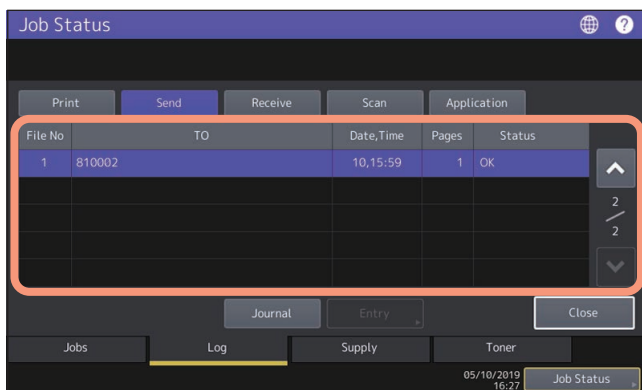 Job Status
?
Print Send Receive Scan Application
File No TO Date,Time Pages Status
1 810002 10,15:59 1 OK
2
2
Journal Entry Close
Jobs Log Supply Toner
05/10/2019
16:27 Job Status